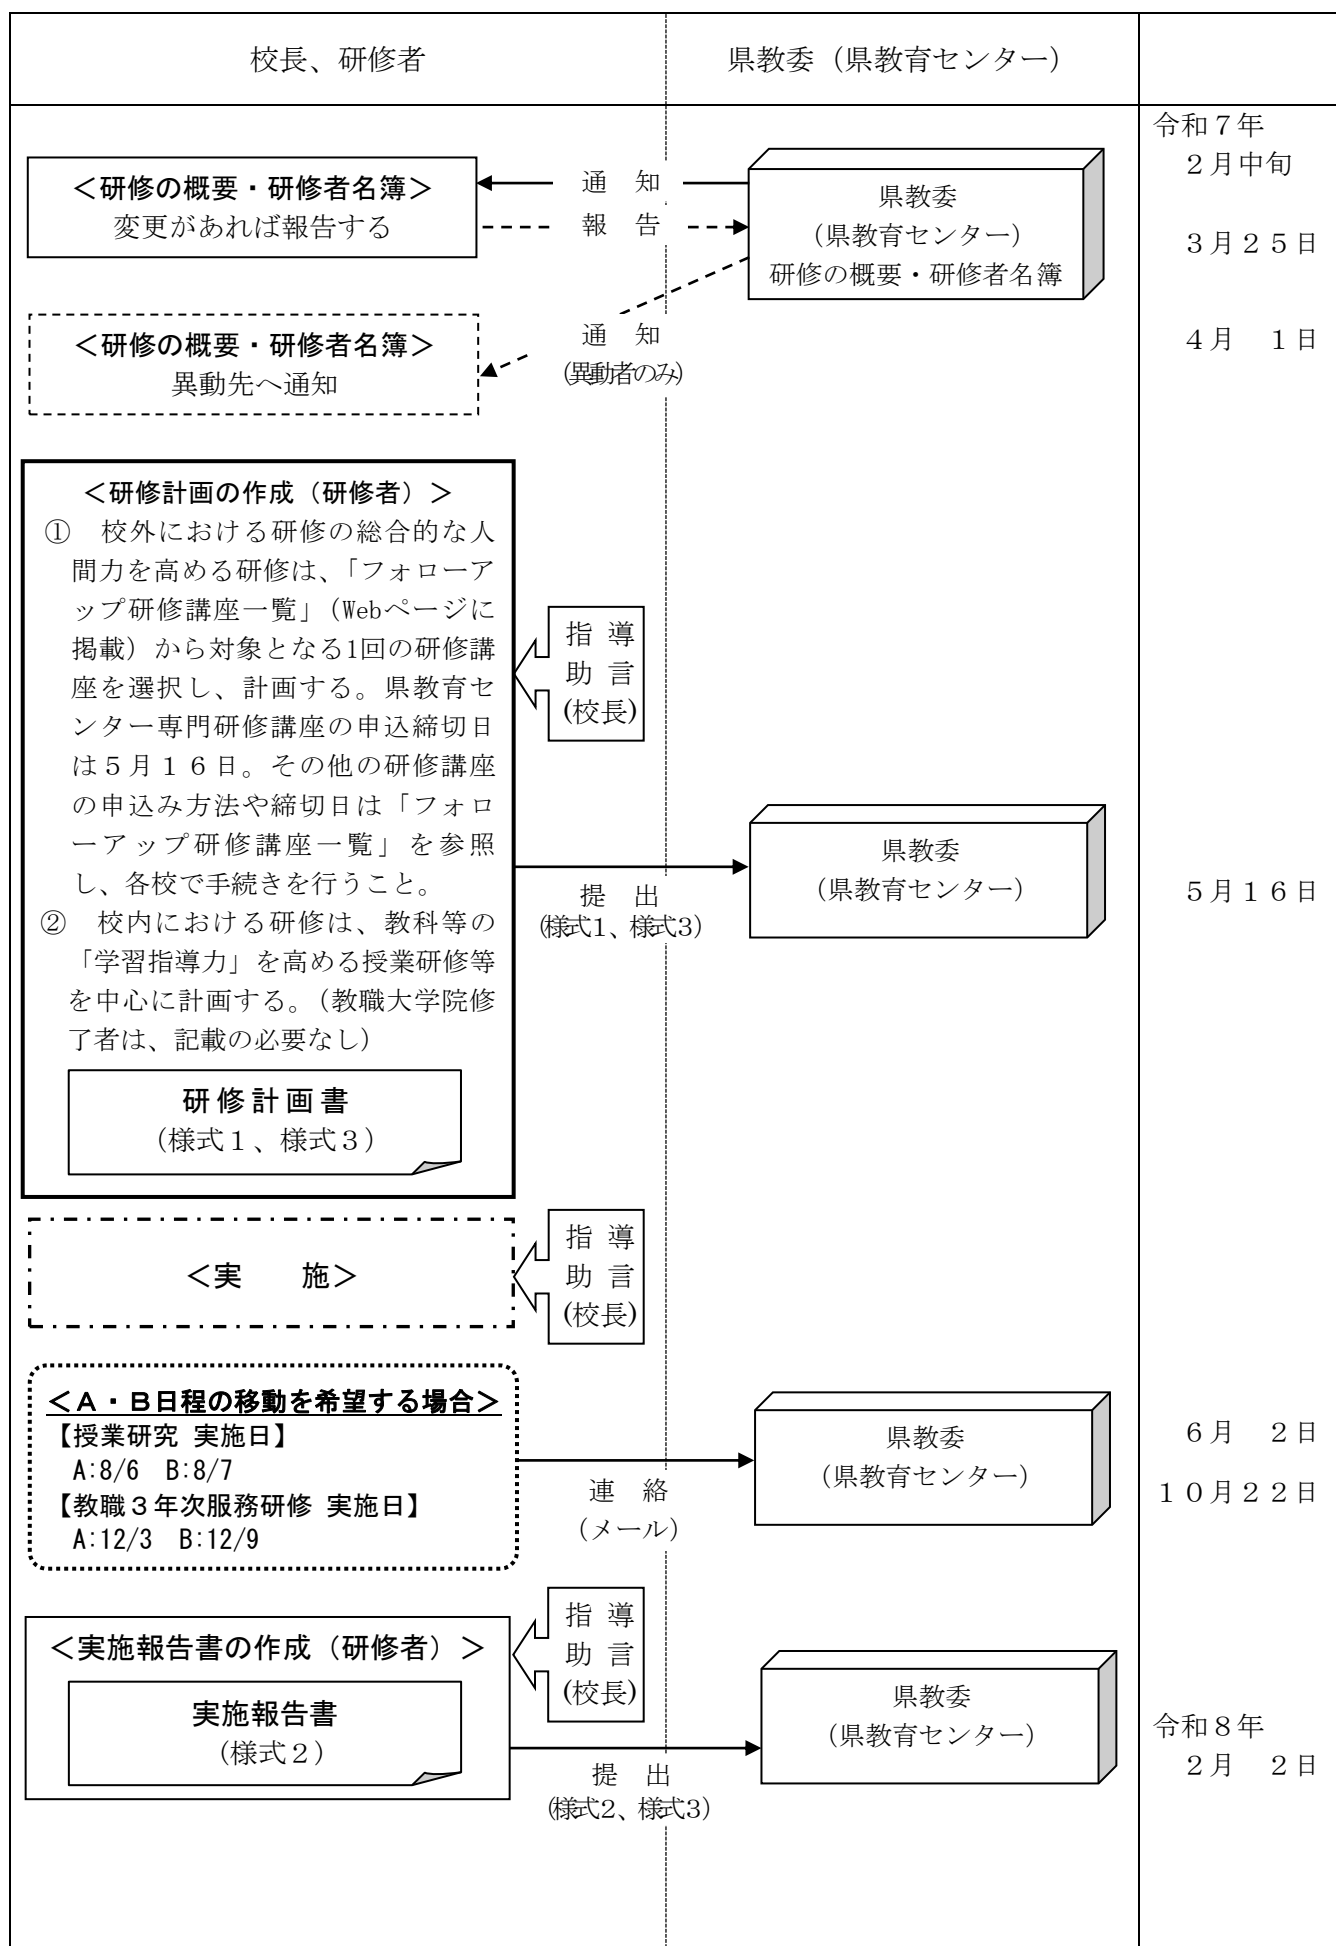 校長、研修者
県教委（県教育センター）
令和７年
２月中旬
＜研修の概要・研修者名簿＞
変更があれば報告する
通　知
報　告
県教委
（県教育センター）
研修の概要・研修者名簿
３月２５日
＜研修の概要・研修者名簿＞
異動先へ通知
通　知
(異動者のみ)
４月　１日
＜研修計画の作成（研修者）＞
①　校外における研修の総合的な人
間力を高める研修は、「フォローア
ップ研修講座一覧」（Webページに
掲載）から対象となる1回の研修講
座を選択し、計画する。県教育セ
ンター専門研修講座の申込締切日
は５月１６日。その他の研修講座
の申込み方法や締切日は「フォロ
ーアップ研修講座一覧」を参照
し、各校で手続きを行うこと。
②　校内における研修は、教科等の
「学習指導力」を高める授業研修等
を中心に計画する。（教職大学院修
了者は、記載の必要なし）
研修計画書
（様式１、様式３）
指 導
助 言
(校長)
提　出
(様式1、様式3)
県教委
（県教育センター）
５月１６日
＜実　　施＞
指 導
助 言
(校長)
＜Ａ・Ｂ日程の移動を希望する場合＞
【授業研究 実施日】
A:8/6　B:8/7
【教職３年次服務研修 実施日】
A:12/3　B:12/9
連　絡
（メール）
県教委
（県教育センター）
６月　２日
１０月２２日
＜実施報告書の作成（研修者）＞
実施報告書
（様式２）
指 導
助 言
(校長)
提　出
(様式2、様式3)
県教委
（県教育センター）
令和８年
２月　２日